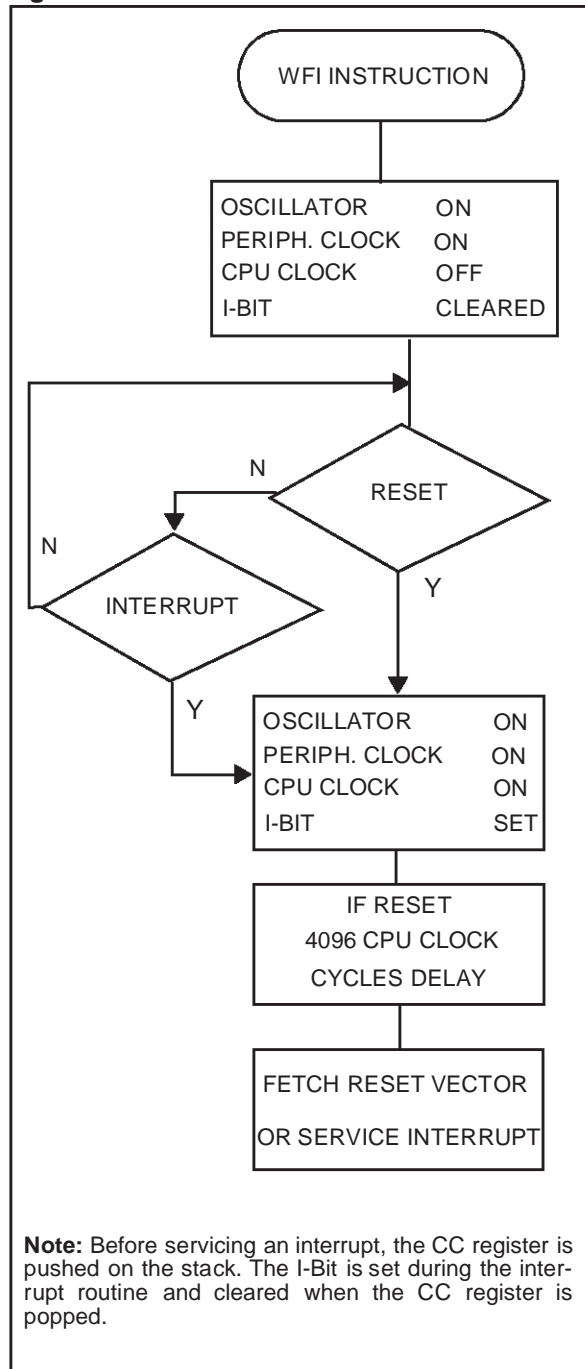 WFI INSTRUCTION
OSCILLATOR ON
PERIPH. CLOCK ON
CPU CLOCK OFF
I-BIT CLEARED
N
RESET
N
Y
INTERRUPT
Y
OSCILLATOR ON
PERIPH. CLOCK ON
CPU CLOCK ON
I-BIT SET
IF RESET
4096 CPU CLOCK
CYCLES DELAY
FETCH RESET VECTOR
OR SERVICE INTERRUPT
Note: Before servicing an interrupt, the CC register is
pushed on the stack. The I-Bit is set during the inter-
rupt routine and cleared when the CC register is
popped.